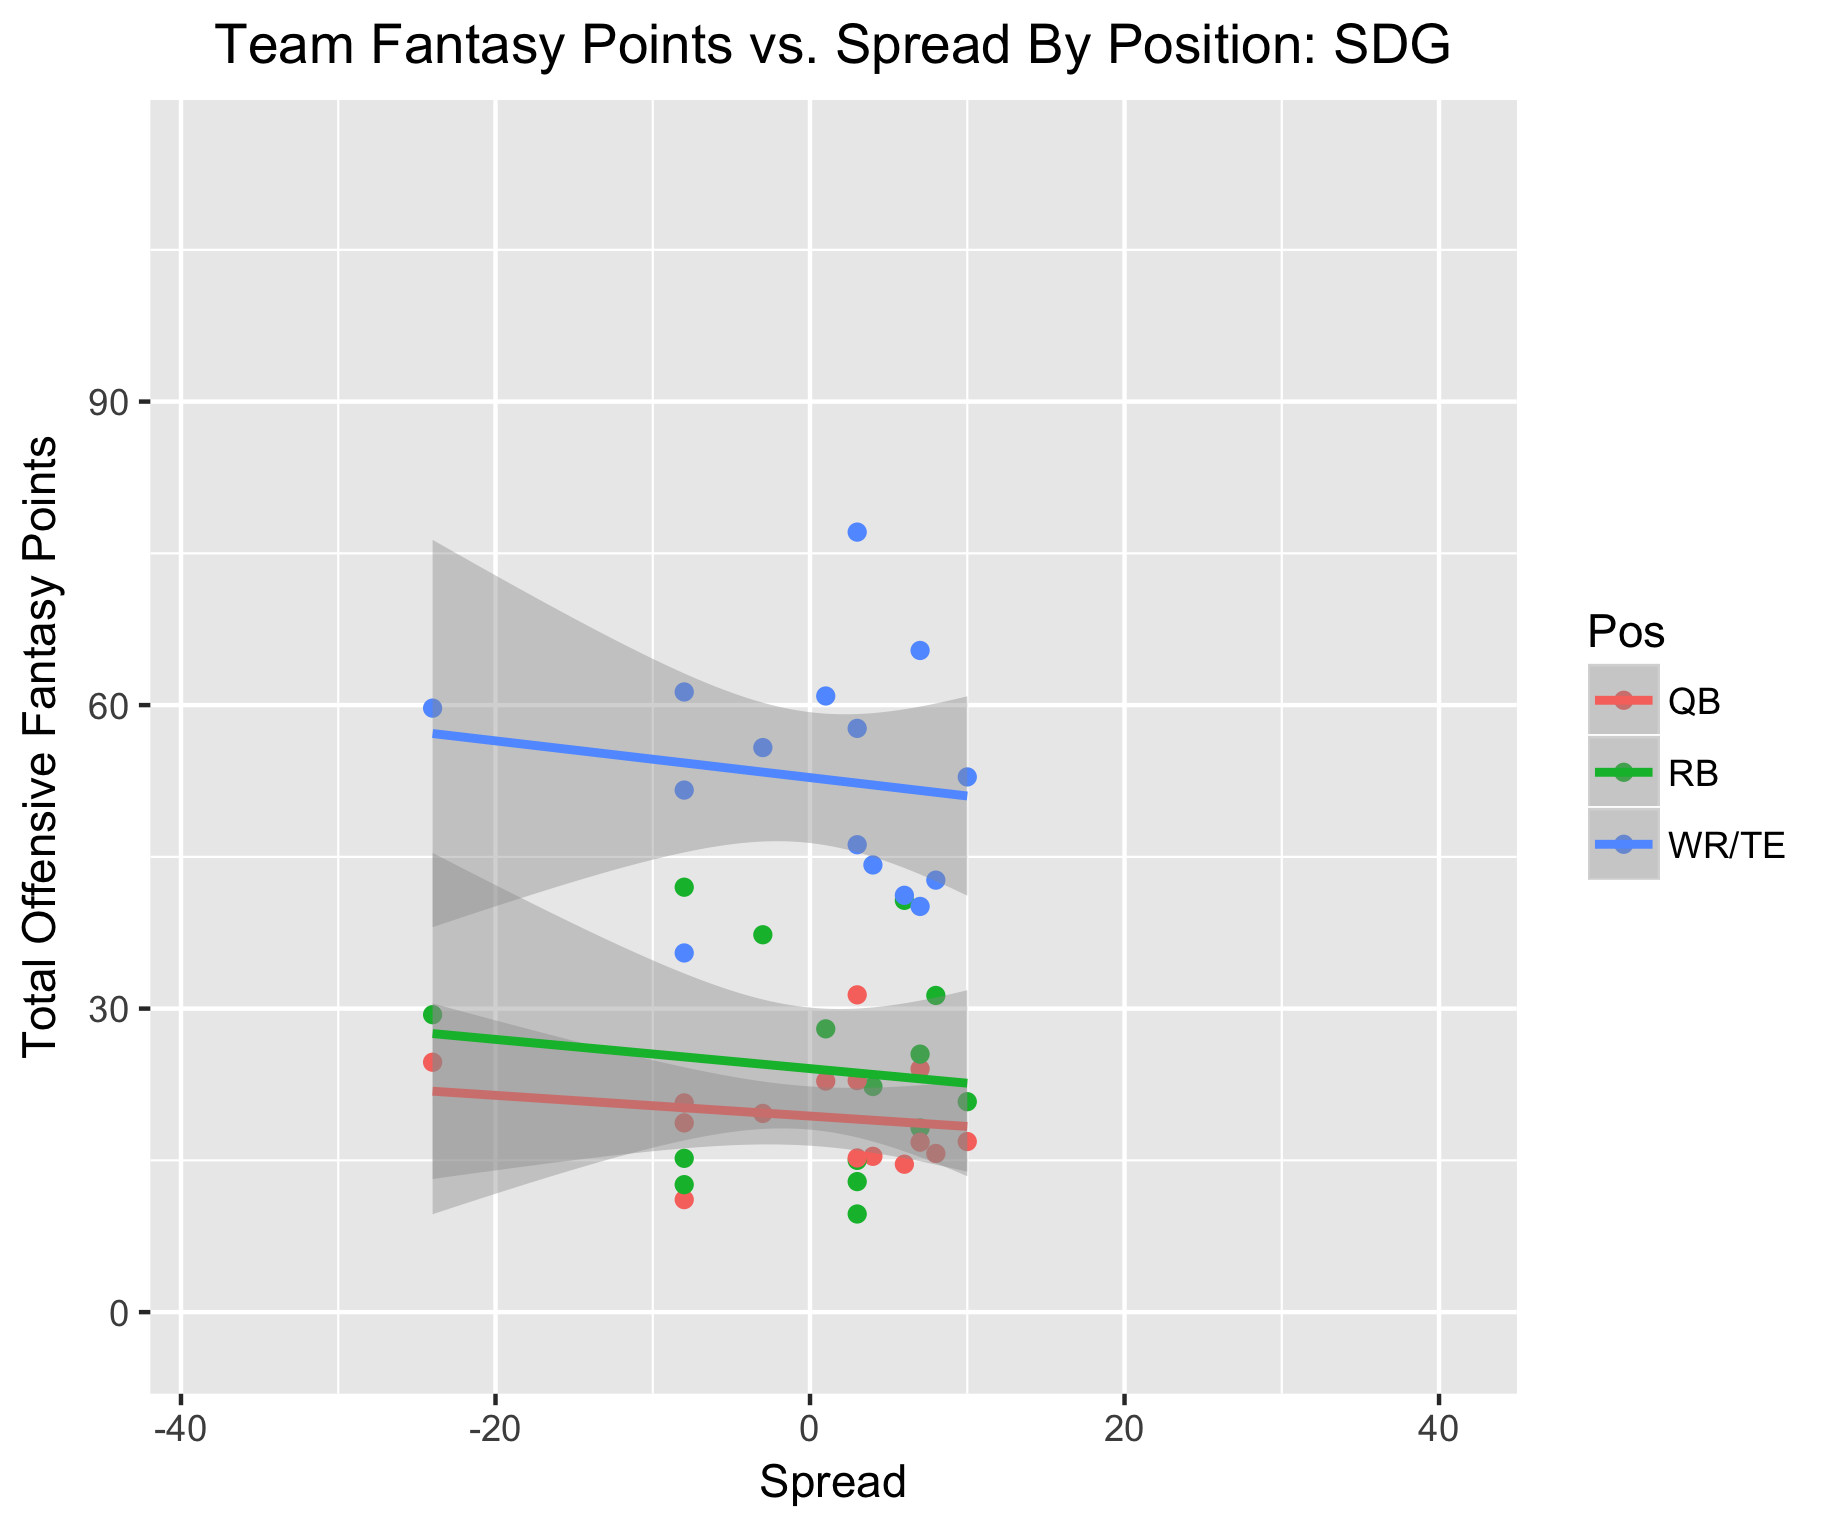 Team Fantasy Points vs. Spread By Position: SDG
Total Offensive Fantasy Points
90
60
30
0
-40
-20
0
20
40
Spread
Pos
QB
RB
WR/TE